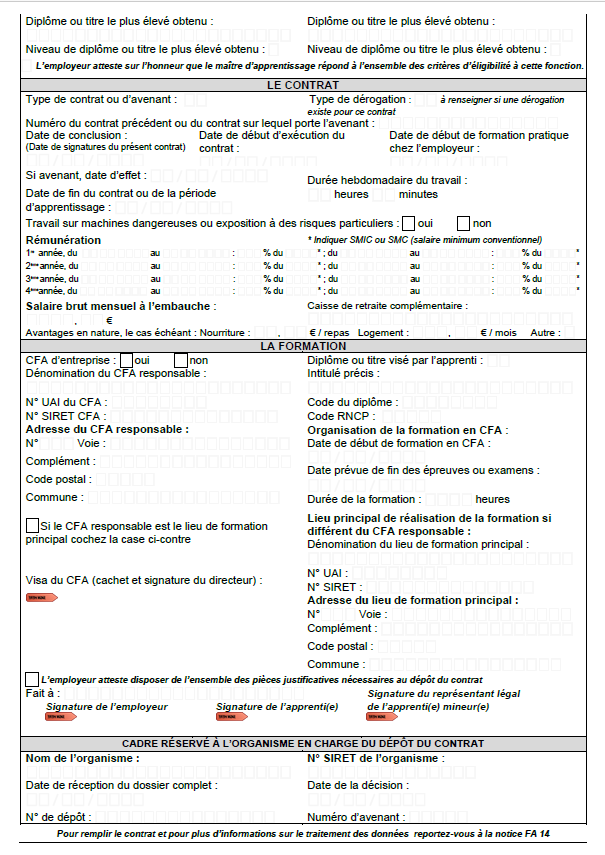 Diplôme ou titre le plus élevé obtenu : Diplôme ou titre le plus élevé obtenu :
Niveau de diplôme ou titre le plus élevé obtenu : Niveau de diplôme ou titre le plus élevé obtenu :
L'employeur atteste sur l'honneur que le maître d'apprentissage répond à l'ensemble des critères d'éligibilité à cette fonction.
LE CONTRAT
Type de contrat ou d'avenant : Type de dérogation : à renseigner si une dérogation
existe pour ce contrat
Numéro du contrat précédent ou du contrat sur lequel porte l'avenant :
Date de conclusion : Date de début d'exécution du Date de début de formation pratique
(Date de signatures du présent contrat) contrat : chez l'employeur :
Si avenant, date d'effet : Durée hebdomadaire du travail :
Date de fin du contrat ou de la période heures minutes
d'apprentissage :
Travail sur machines dangereuses ou exposition à des risques particuliers : oui non
Rémunération * Indiquer SMIC ou SMC (salaire minimum conventionnel)
1re année, du au : % du * ; du au : % du *
2ème année, du au : % du * ; du au : % du *
3ème année, du au : % du * ; du au : % du *
4ème année, du au : % du * ; du au : % du *
Salaire brut mensuel à l'embauche : Caisse de retraite complémentaire :
, €
Avantages en nature, le cas échéant : Nourriture : , € / repas Logement : , € / mois Autre :
LA FORMATION
CFA d'entreprise : oui non Diplôme ou titre visé par l'apprenti :
Dénomination du CFA responsable : Intitulé précis :
N° UAI du CFA : Code du diplôme :
N° SIRET CFA : Code RNCP :
Adresse du CFA responsable : Organisation de la formation en CFA :
N° Voie : Date de début de formation en CFA :
Complément : Date prévue de fin des épreuves ou examens :
Code postal :
Commune : Durée de la formation : heures
Si le CFA responsable est le lieu de formation Lieu principal de réalisation de la formation si
principal cochez la case ci-contre différent du CFA responsable :
Dénomination du lieu de formation principal :
Visa du CFA (cachet et signature du directeur) : N° UAI :
N° SIRET :
Adresse du lieu de formation principal :
N° Voie :
Complément :
Code postal :
Commune :
L'employeur atteste disposer de l'ensemble des pièces justificatives nécessaires au dépôt du contrat
Fait à : Signature du représentant légal
Signature de l'employeur Signature de l'apprenti(e) de l'apprenti(e) mineur(e)
CADRE RÉSERVÉ À L'ORGANISME EN CHARGE DU DÉPÔT DU CONTRAT
Nom de l'organisme : N° SIRET de l'organisme :
Date de réception du dossier complet : Date de la décision :
N° de dépôt : Numéro d'avenant :
Pour remplir le contrat et pour plus d'informations sur le traitement des données reportez-vous à la notice FA 14